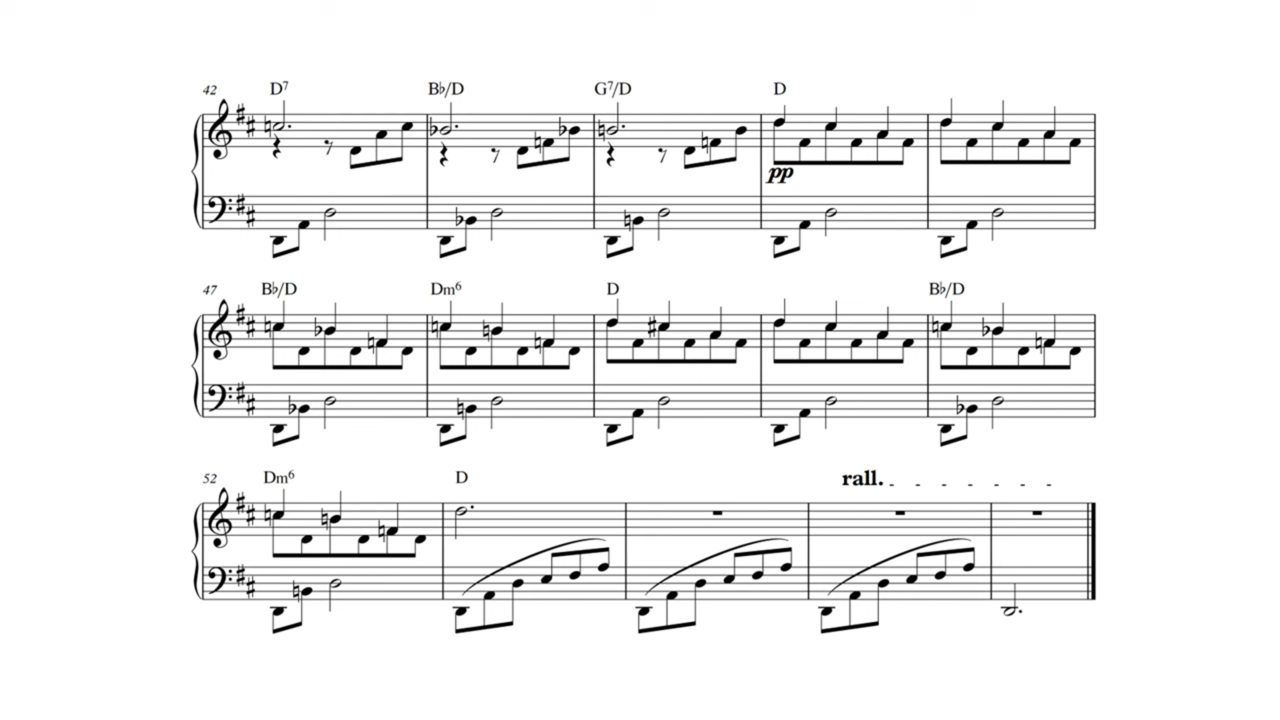 D7 B♭/D G7/D D
42
pp
B♭/D Dm6 D B♭/D
47
Dm6 D rall.
52